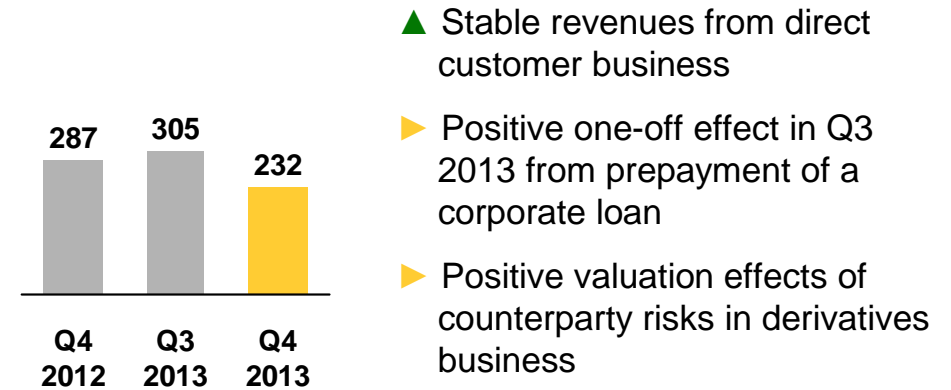 287
305
232
Q4
2012
Q3
2013
Q4
2013
▲ Stable revenues from direct
customer business
► Positive one-off effect in Q3
2013 from prepayment of a
corporate loan
► Positive valuation effects of
counterparty risks in derivatives
business